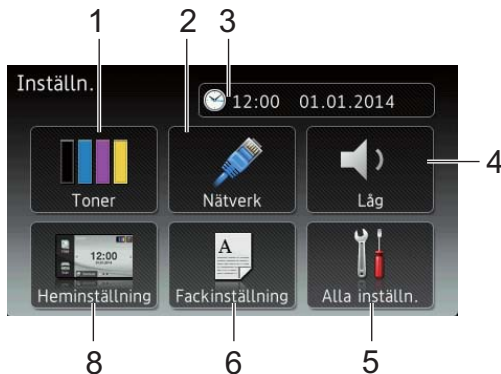 1 2 3
Inställn.
12:00 01.01.2014
4
Toner Nätverk Låg
12:00
A
Heminställning Fackinställning Alla inställn.
8 6 5